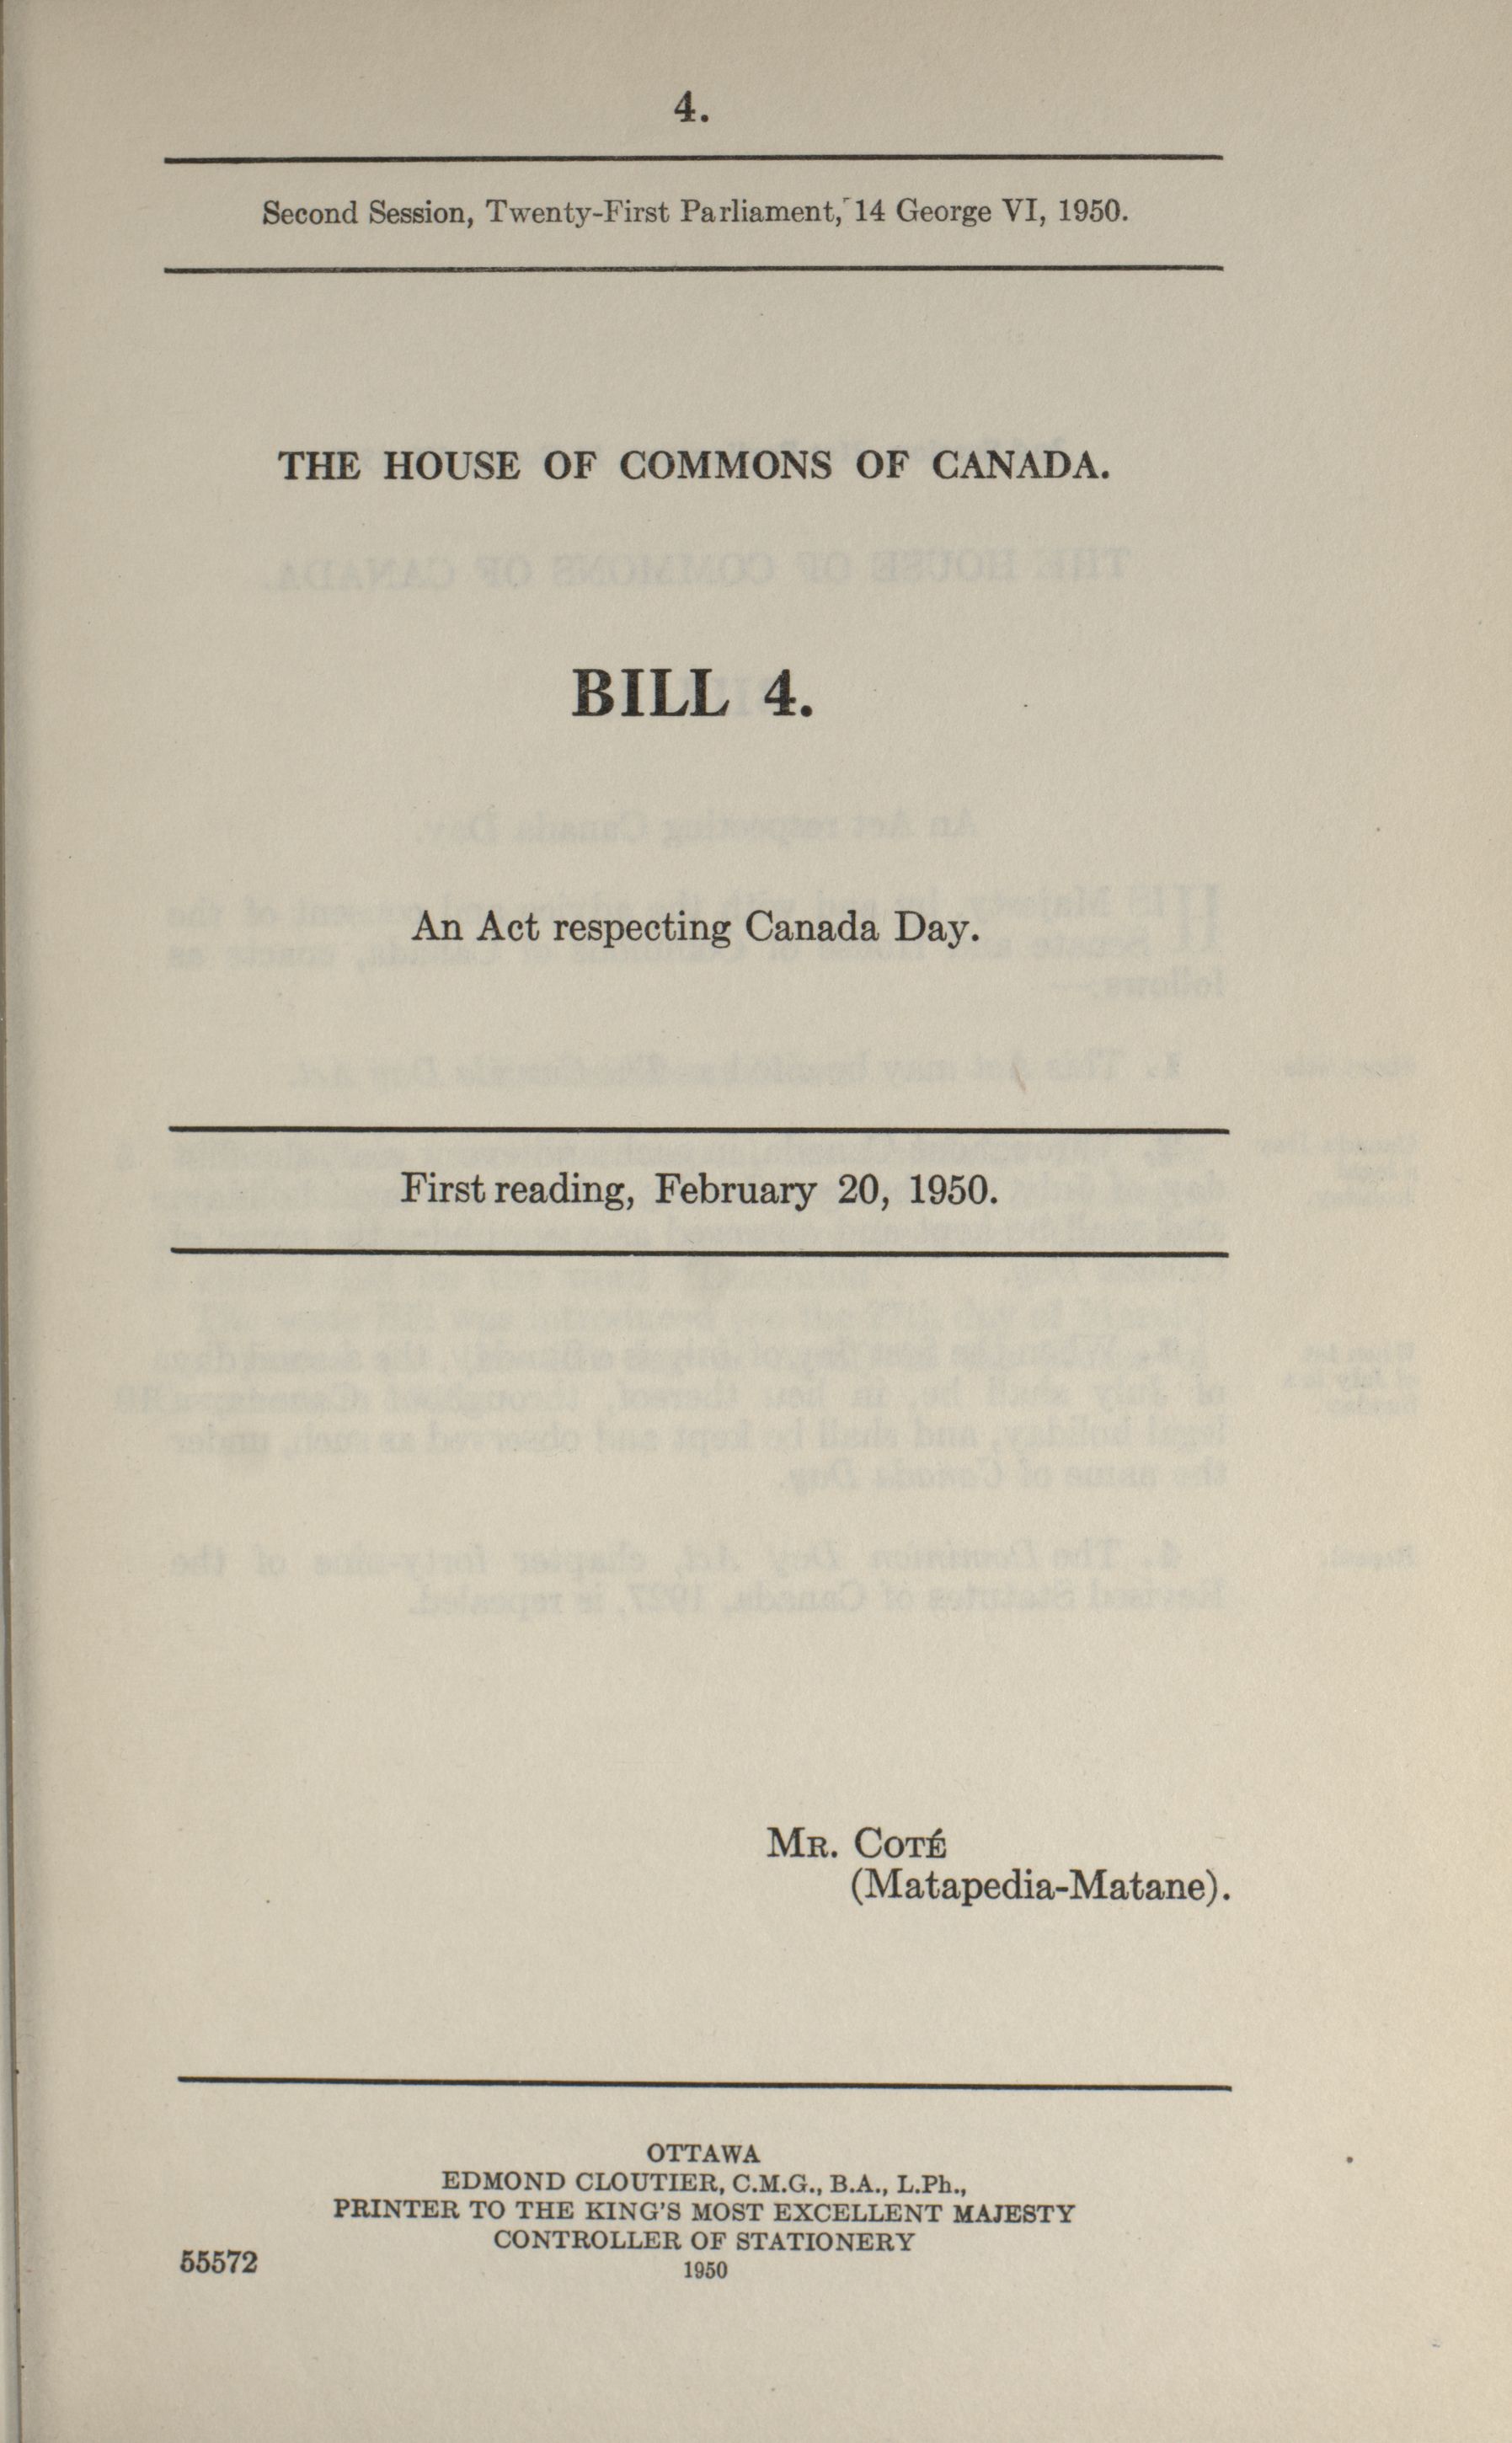 4.
Second Session, Twenty-First Parliament, 14 George VI, 1950.
THE HOUSE OF COMMONS OF CANADA.
BILL 4.
An Act respecting Canada Day.
First reading, February 20, 1950.
MR. COTÉ
(Matapedia-Matane).
OTTAWA
EDMOND CLOUTIER, C.M.G., B.A., L.Ph.,
PRINTER TO THE KING'S MOST EXCELLENT MAJESTY
CONTROLLER OF STATIONERY
55572
1950